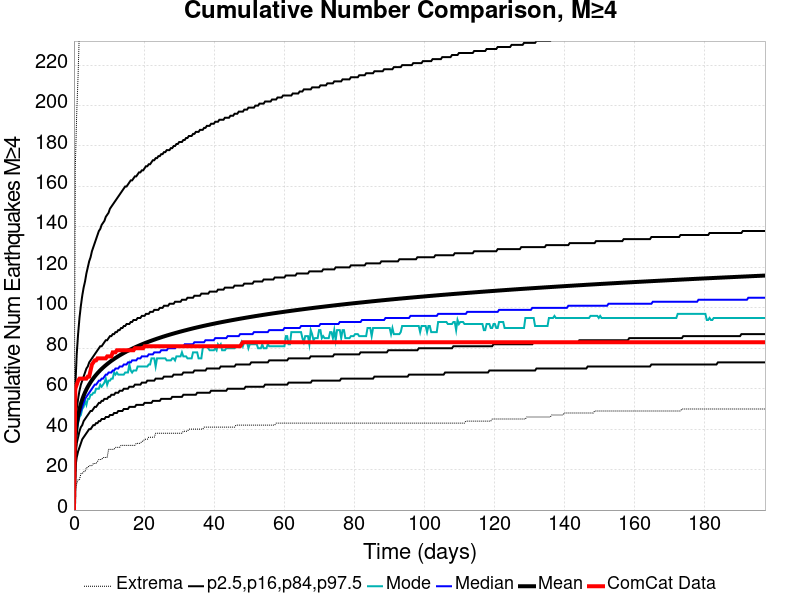 Cumulative Number Comparison, M≥4
Cumulative Num Earthquakes M≥4
220
200
180
160
140
120
100
80
60
40
20
0
0 20 40 60 80 100 120 140 160 180
Time (days)
Extrema p2.5,p16,p84,p97.5 Mode Median Mean ComCat Data